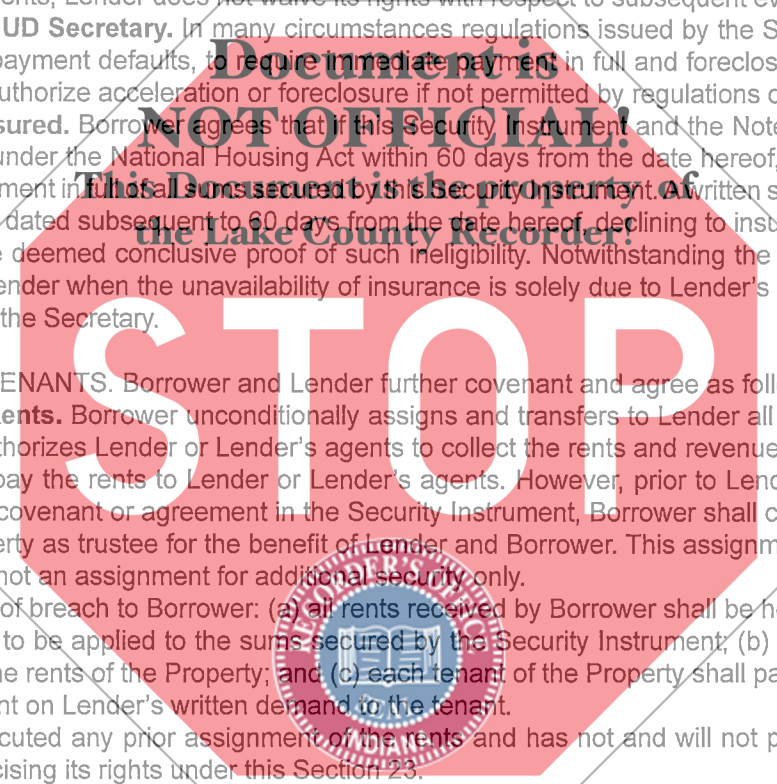 ents, Lender does not waive its rights with respect to subsequent ev
UD Secretary. In many circumstances regulations issued by the S
payment defaults, to require immediate payment in full and foreclos
uthorize acceleration or foreclosure if not permitted by regulations o
sured. Borrower agrees that if this Security Instrument and the Note
under the National Housing Act within 60 days from the date hereof,
ment in full of all sums secured by this Security Instrument. A written s
dated subsequent to 60 days from the date hereof, declining to insu
e deemed conclusive proof of such ineligibility. Notwithstanding the
ender when the unavailability of insurance is solely due to Lender's
the Secretary.
Document is
NOT OFFICIAL!
This Document is the property of
the Lake County Recorder!
STOP
ENANTS. Borrower and Lender further covenant and agree as foll
ents. Borrower unconditionally assigns and transfers to Lender all
thorizes Lender or Lender's agents to collect the rents and revenue
pay the rents to Lender or Lender's agents. However, prior to Lend
covenant or agreement in the Security Instrument, Borrower shall c
erty as trustee for the benefit of Lender and Borrower. This assignm
not an assignment for additional security only.
of breach to Borrower: (a) all rents received by Borrower shall be h
to be applied to the sums secured by the Security Instrument; (b)
he rents of the Property; and (c) each tenant of the Property shall pa
nt on Lender's written demand to the tenant.
cuted any prior assignment of the rents and has not and will not p
cising its rights under this Section 23.
RECORDER'S OFFICE
INDIANA